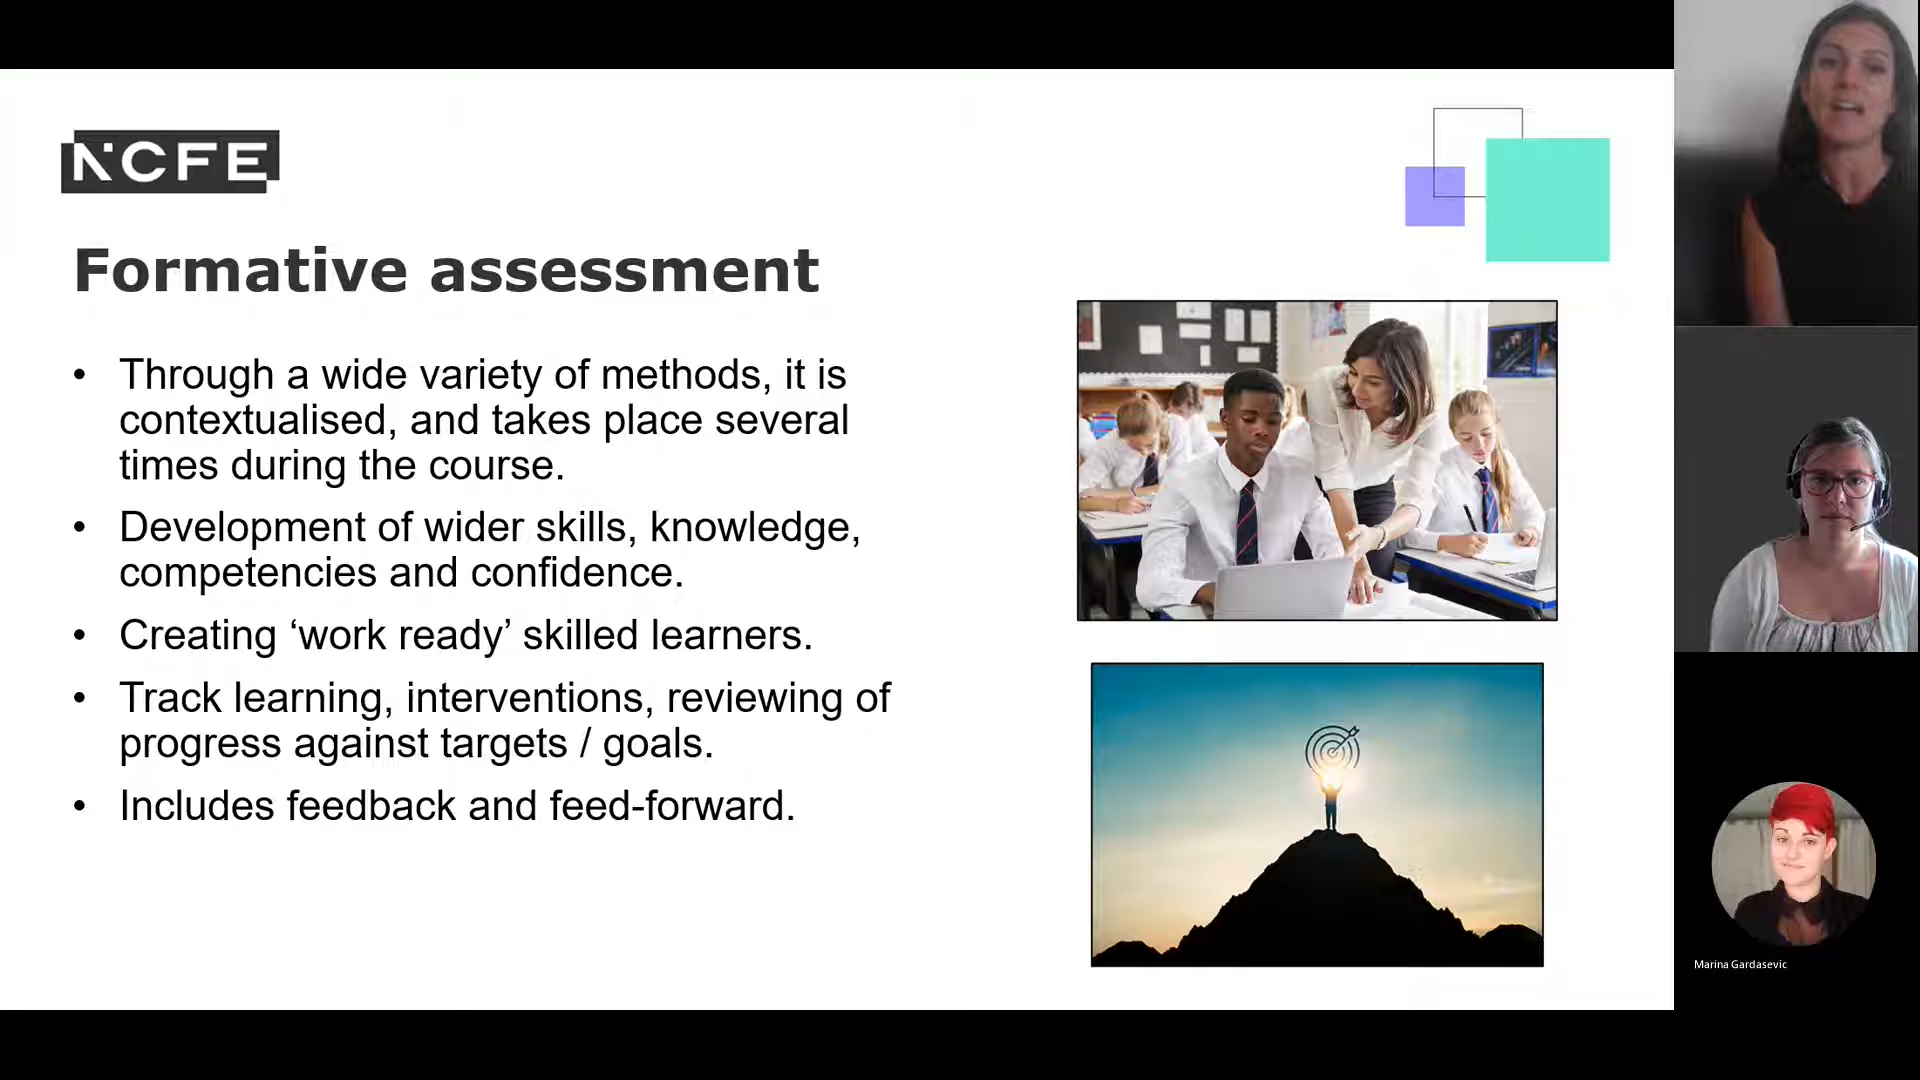 NCFE
Formative assessment
• Through a wide variety of methods, it is
contextualised, and takes place several
times during the course.
• Development of wider skills, knowledge,
competencies and confidence.
• Creating ‘work ready’ skilled learners.
• Track learning, interventions, reviewing of
progress against targets / goals.
• Includes feedback and feed-forward.
Marina Gardasevic